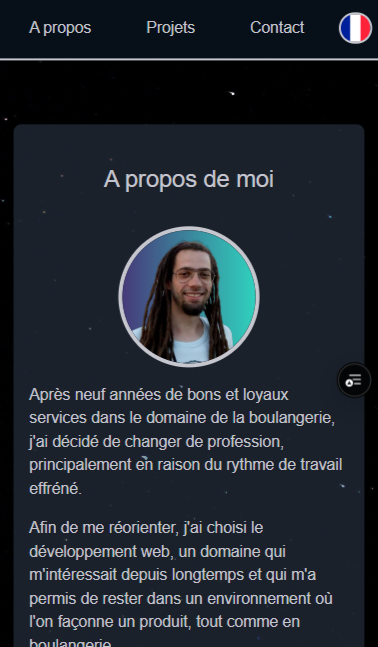 A propos Projets Contact
A propos de moi
Après neuf années de bons et loyaux
services dans le domaine de la boulangerie,
j'ai décidé de changer de profession,
principalement en raison du rythme de travail
effréné.
Afin de me réorienter, j'ai choisi le
développement web, un domaine qui
m'intéressait depuis longtemps et qui m'a
permis de rester dans un environnement où
l'on façonne un produit, tout comme en
boulangerie